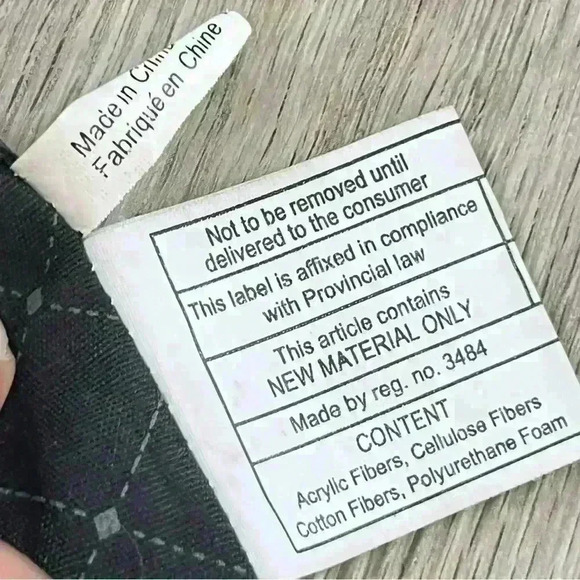 Made in Chine
Fabriqué en Chine
Not to be removed until
delivered to the consumer
This label is affixed in compliance
with Provincial law
This article contains
NEW MATERIAL ONLY
Made by reg. no. 3484
CONTENT
Acrylic Fibers, Cellulose Fibers
Cotton Fibers, Polyurethane Foam